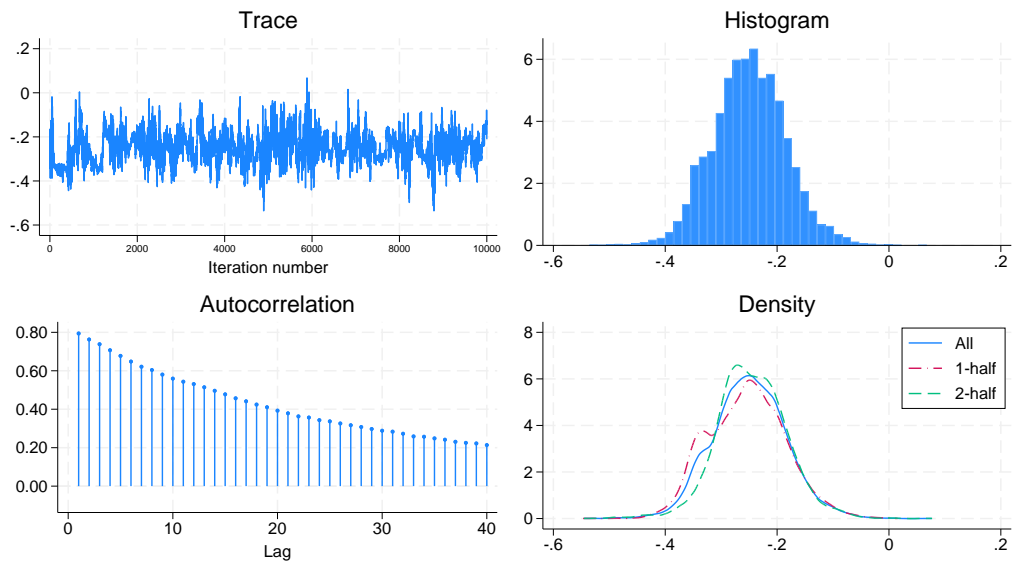 Trace
.2
0
-.2
-.4
-.6
0 2000 4000 6000 8000 10000
Iteration number
Histogram
6
4
2
0
-.6 -.4 -.2 0 .2
Autocorrelation
0.80
0.60
0.40
0.20
0.00
0 10 20 30 40
Lag
Density
8
6
4
2
0
-.6 -.4 -.2 0 .2
All
1-half
2-half